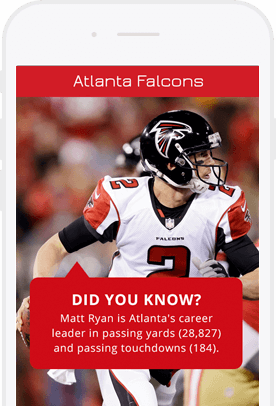 Atlanta Falcons
2
2
DID YOU KNOW?
Matt Ryan is Atlanta's career
leader in passing yards (28,827)
and passing touchdowns (184).